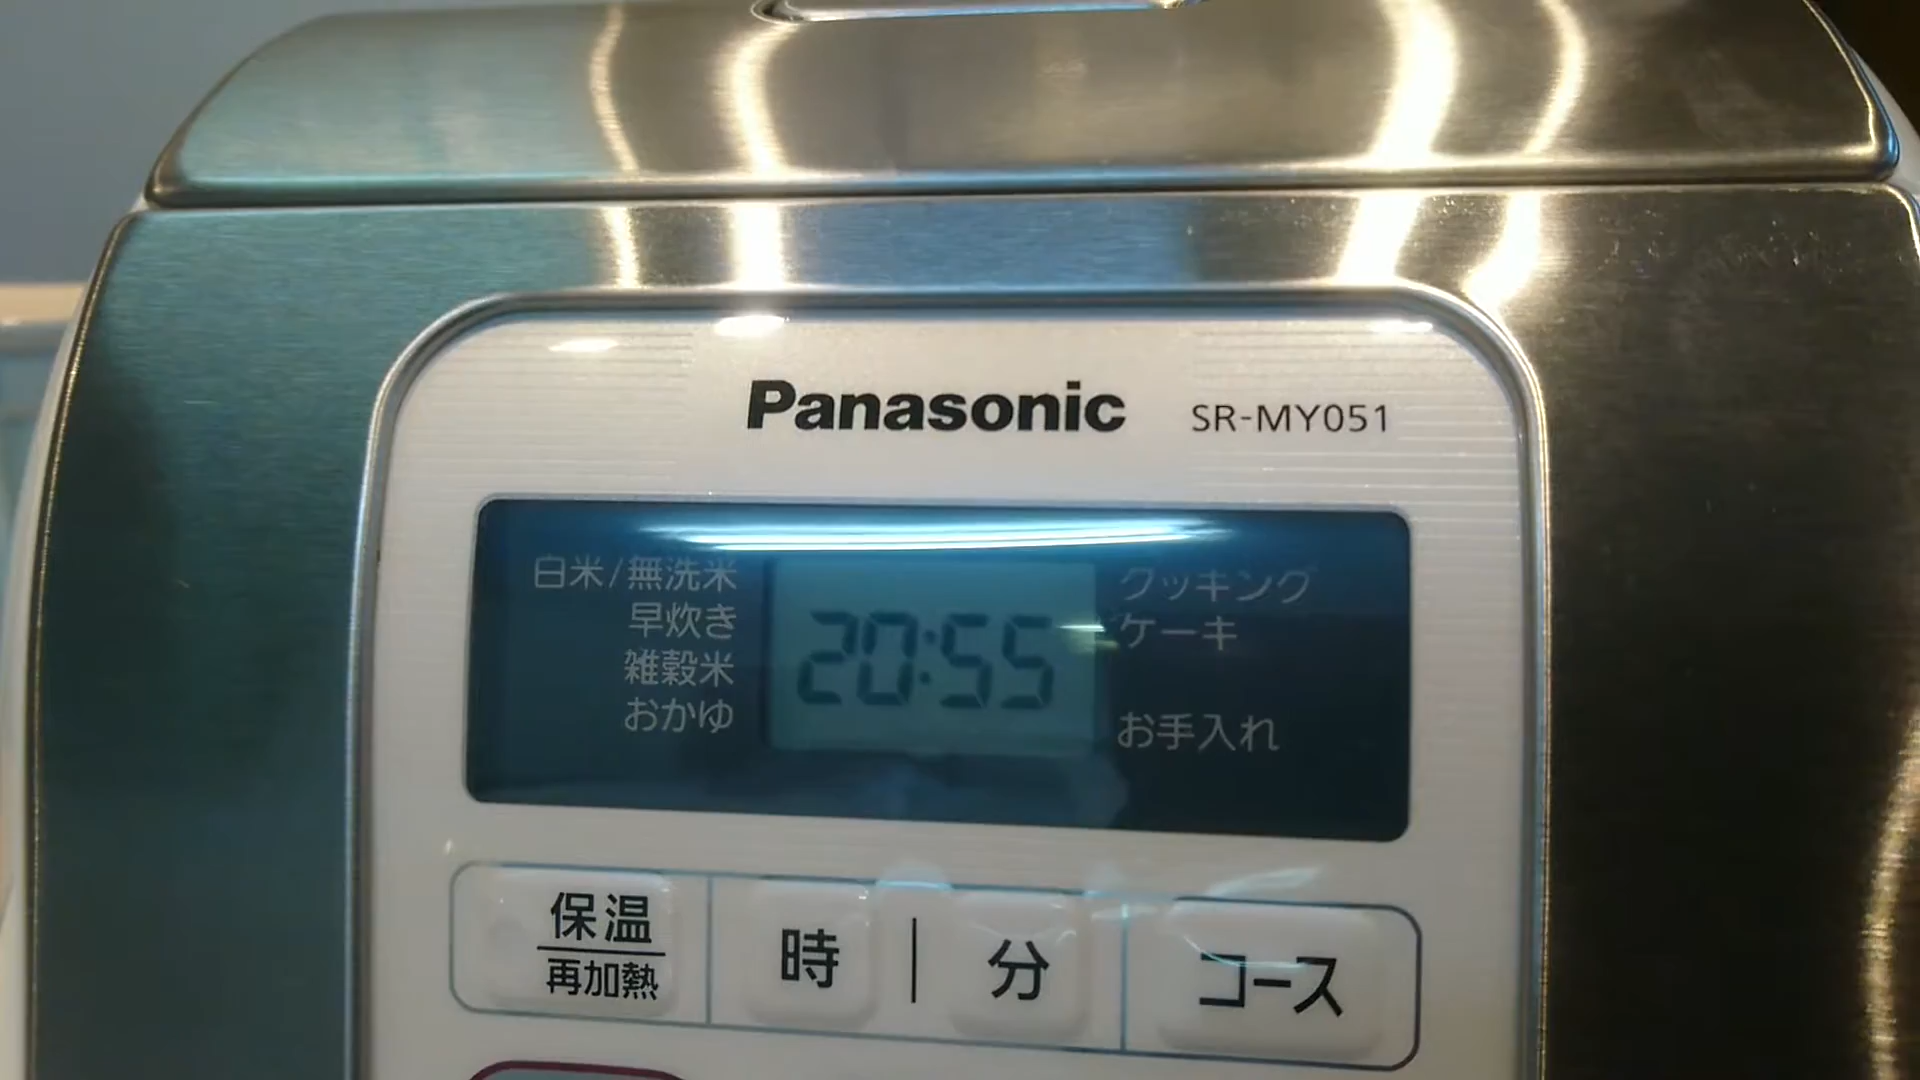 Panasonic SR-MY051
白米/無洗米
早炊き
雑穀米
おかゆ
20:55
クッキング
ケーキ
お手入れ
保温
再加熱
時
分
コース